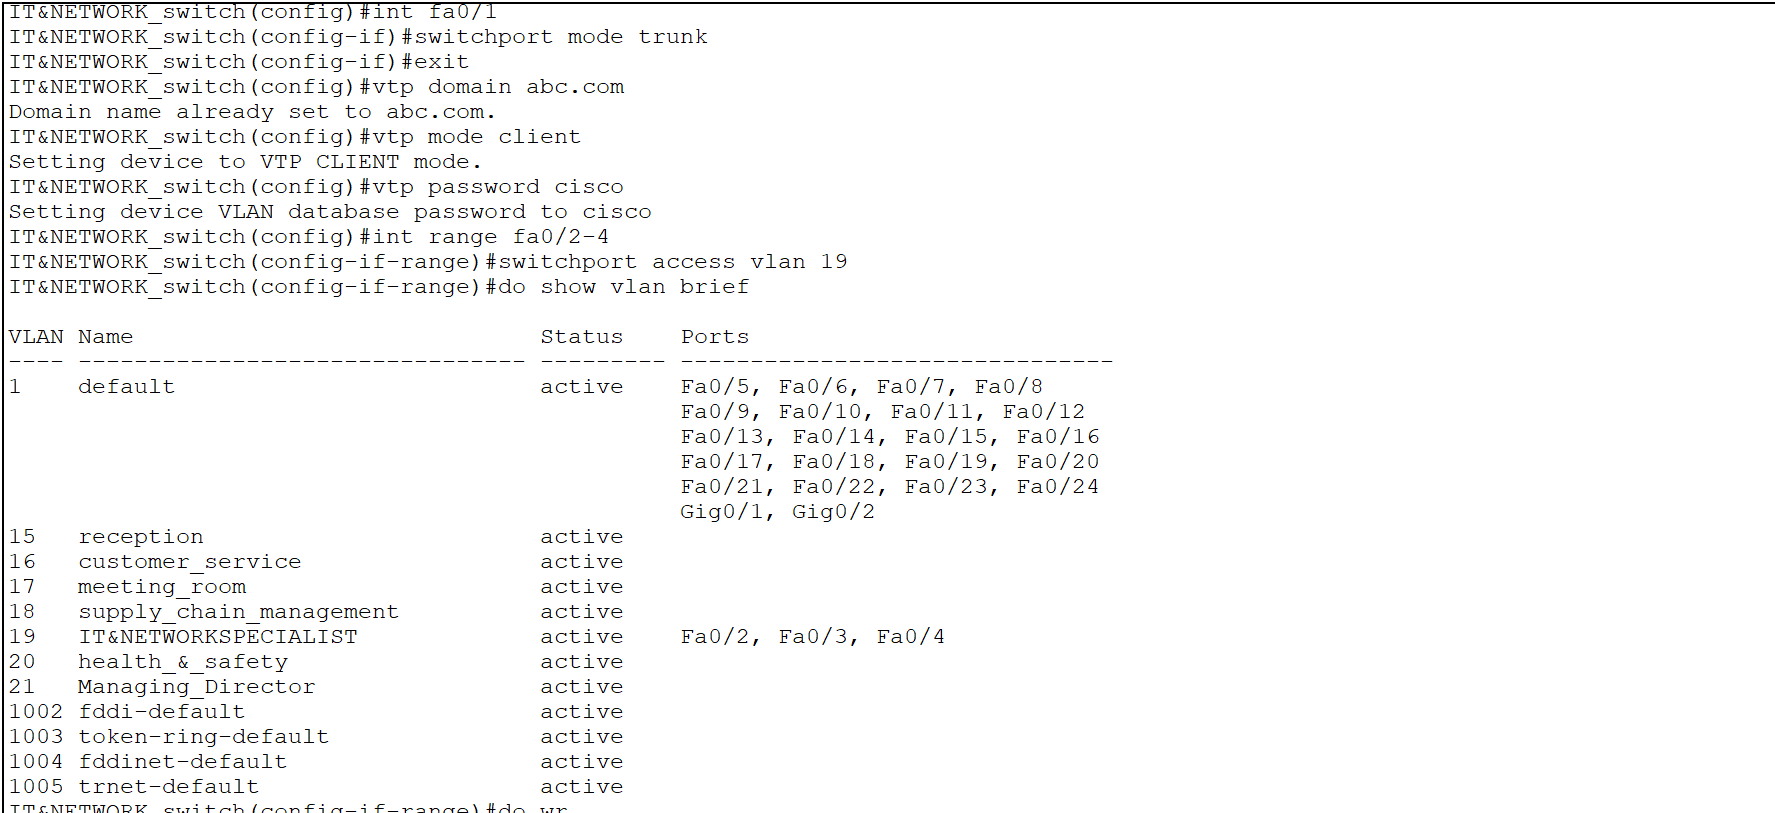 IT&NETWORK_switch(config)#int fa0/1
IT&NETWORK_switch(config-if)#switchport mode trunk
IT&NETWORK_switch(config-if)#exit
IT&NETWORK_switch(config)#vtp domain abc.com
Domain name already set to abc.com.
IT&NETWORK_switch(config)#vtp mode client
Setting device to VTP CLIENT mode.
IT&NETWORK_switch(config)#vtp password cisco
Setting device VLAN database password to cisco
IT&NETWORK_switch(config)#int range fa0/2-4
IT&NETWORK_switch(config-if-range)#switchport access vlan 19
IT&NETWORK_switch(config-if-range)#do show vlan brief

VLAN Name                             Status    Ports
---- -------------------------------- --------- -------------------------------
1    default                          active    Fa0/5, Fa0/6, Fa0/7, Fa0/8
                                                Fa0/9, Fa0/10, Fa0/11, Fa0/12
                                                Fa0/13, Fa0/14, Fa0/15, Fa0/16
                                                Fa0/17, Fa0/18, Fa0/19, Fa0/20
                                                Fa0/21, Fa0/22, Fa0/23, Fa0/24
                                                Gig0/1, Gig0/2
15   reception                        active
16   customer_service                 active
17   meeting_room                     active
18   supply_chain_management          active
19   IT&NETWORKSPECIALIST             active    Fa0/2, Fa0/3, Fa0/4
20   health_&_safety                  active
21   Managing_Director                active
1002 fddi-default                     active
1003 token-ring-default               active
1004 fddinet-default                  active
1005 trnet-default                    active
IT&NETWORK_switch(config-if-range)#do wr